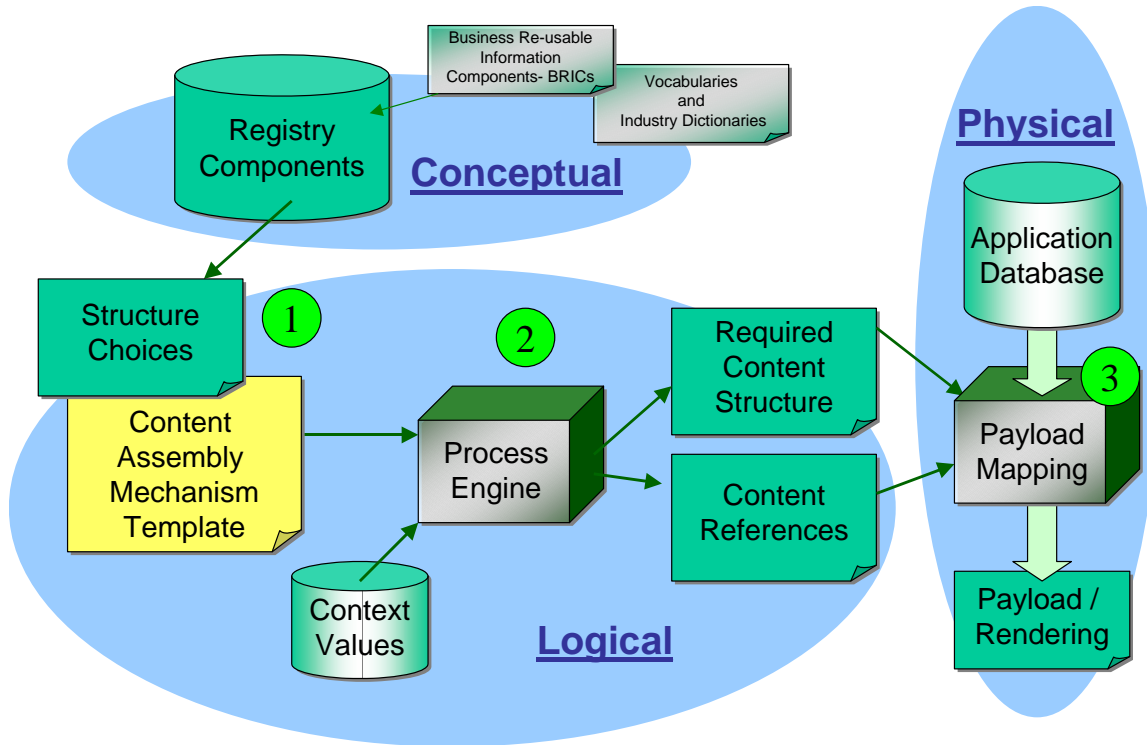 Business Re-usable
Information
Components- BRICs
Vocabularies
and
Industry Dictionaries
Registry
Components
Conceptual
Physical
Application
Database
Structure
Choices
1
2
Required
Content
Structure
3
Content
Assembly
Mechanism
Template
Process
Engine
Payload
Mapping
Content
References
Context
Values
Logical
Payload /
Rendering